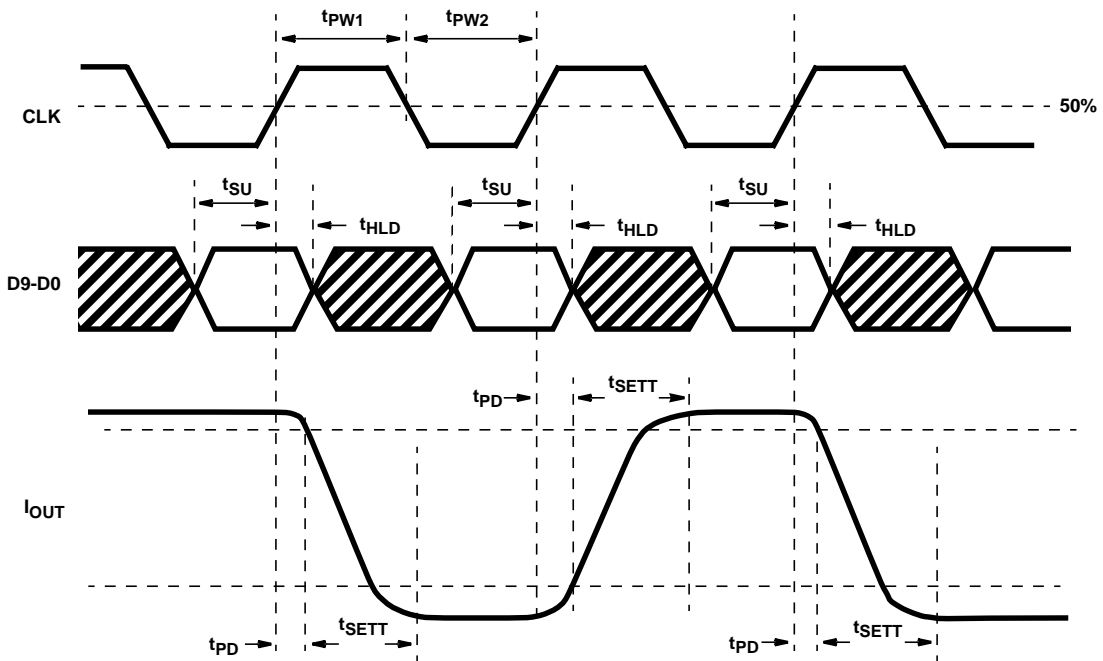 tPW1 tPW2
CLK 50%
tSU tSU tSU
tHLD tHLD tHLD
D9-D0
tPD tSETT
IOUT
tPD tSETT tPD tSETT